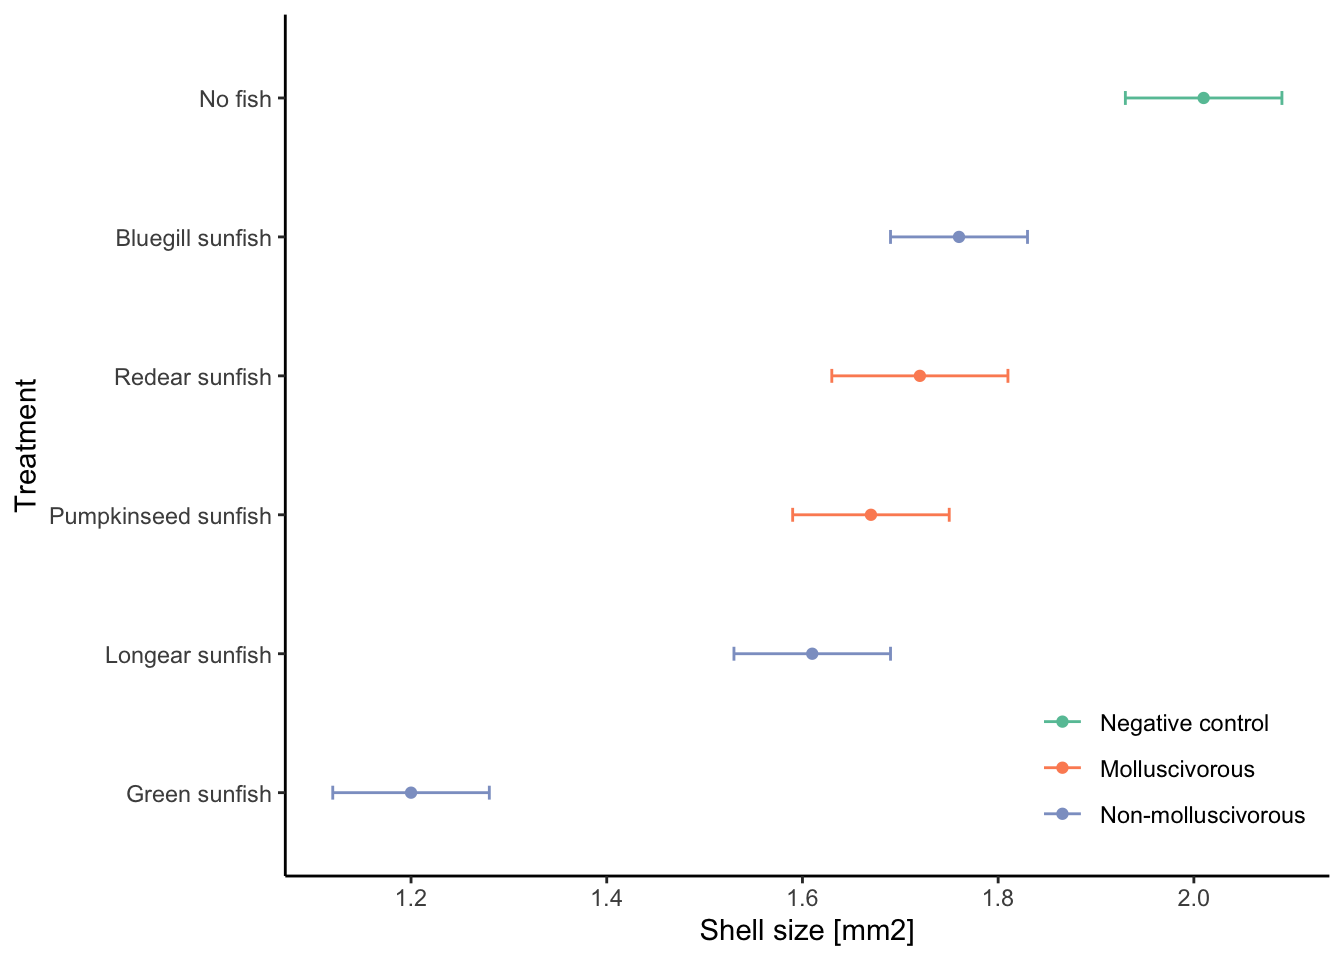 No fish
Bluegill sunfish
Redear sunfish
Pumpkinseed sunfish
Longear sunfish
Green sunfish
Treatment
Negative control
Molluscivorous
Non-molluscivorous
1.2 1.4 1.6 1.8 2.0
Shell size [mm2]